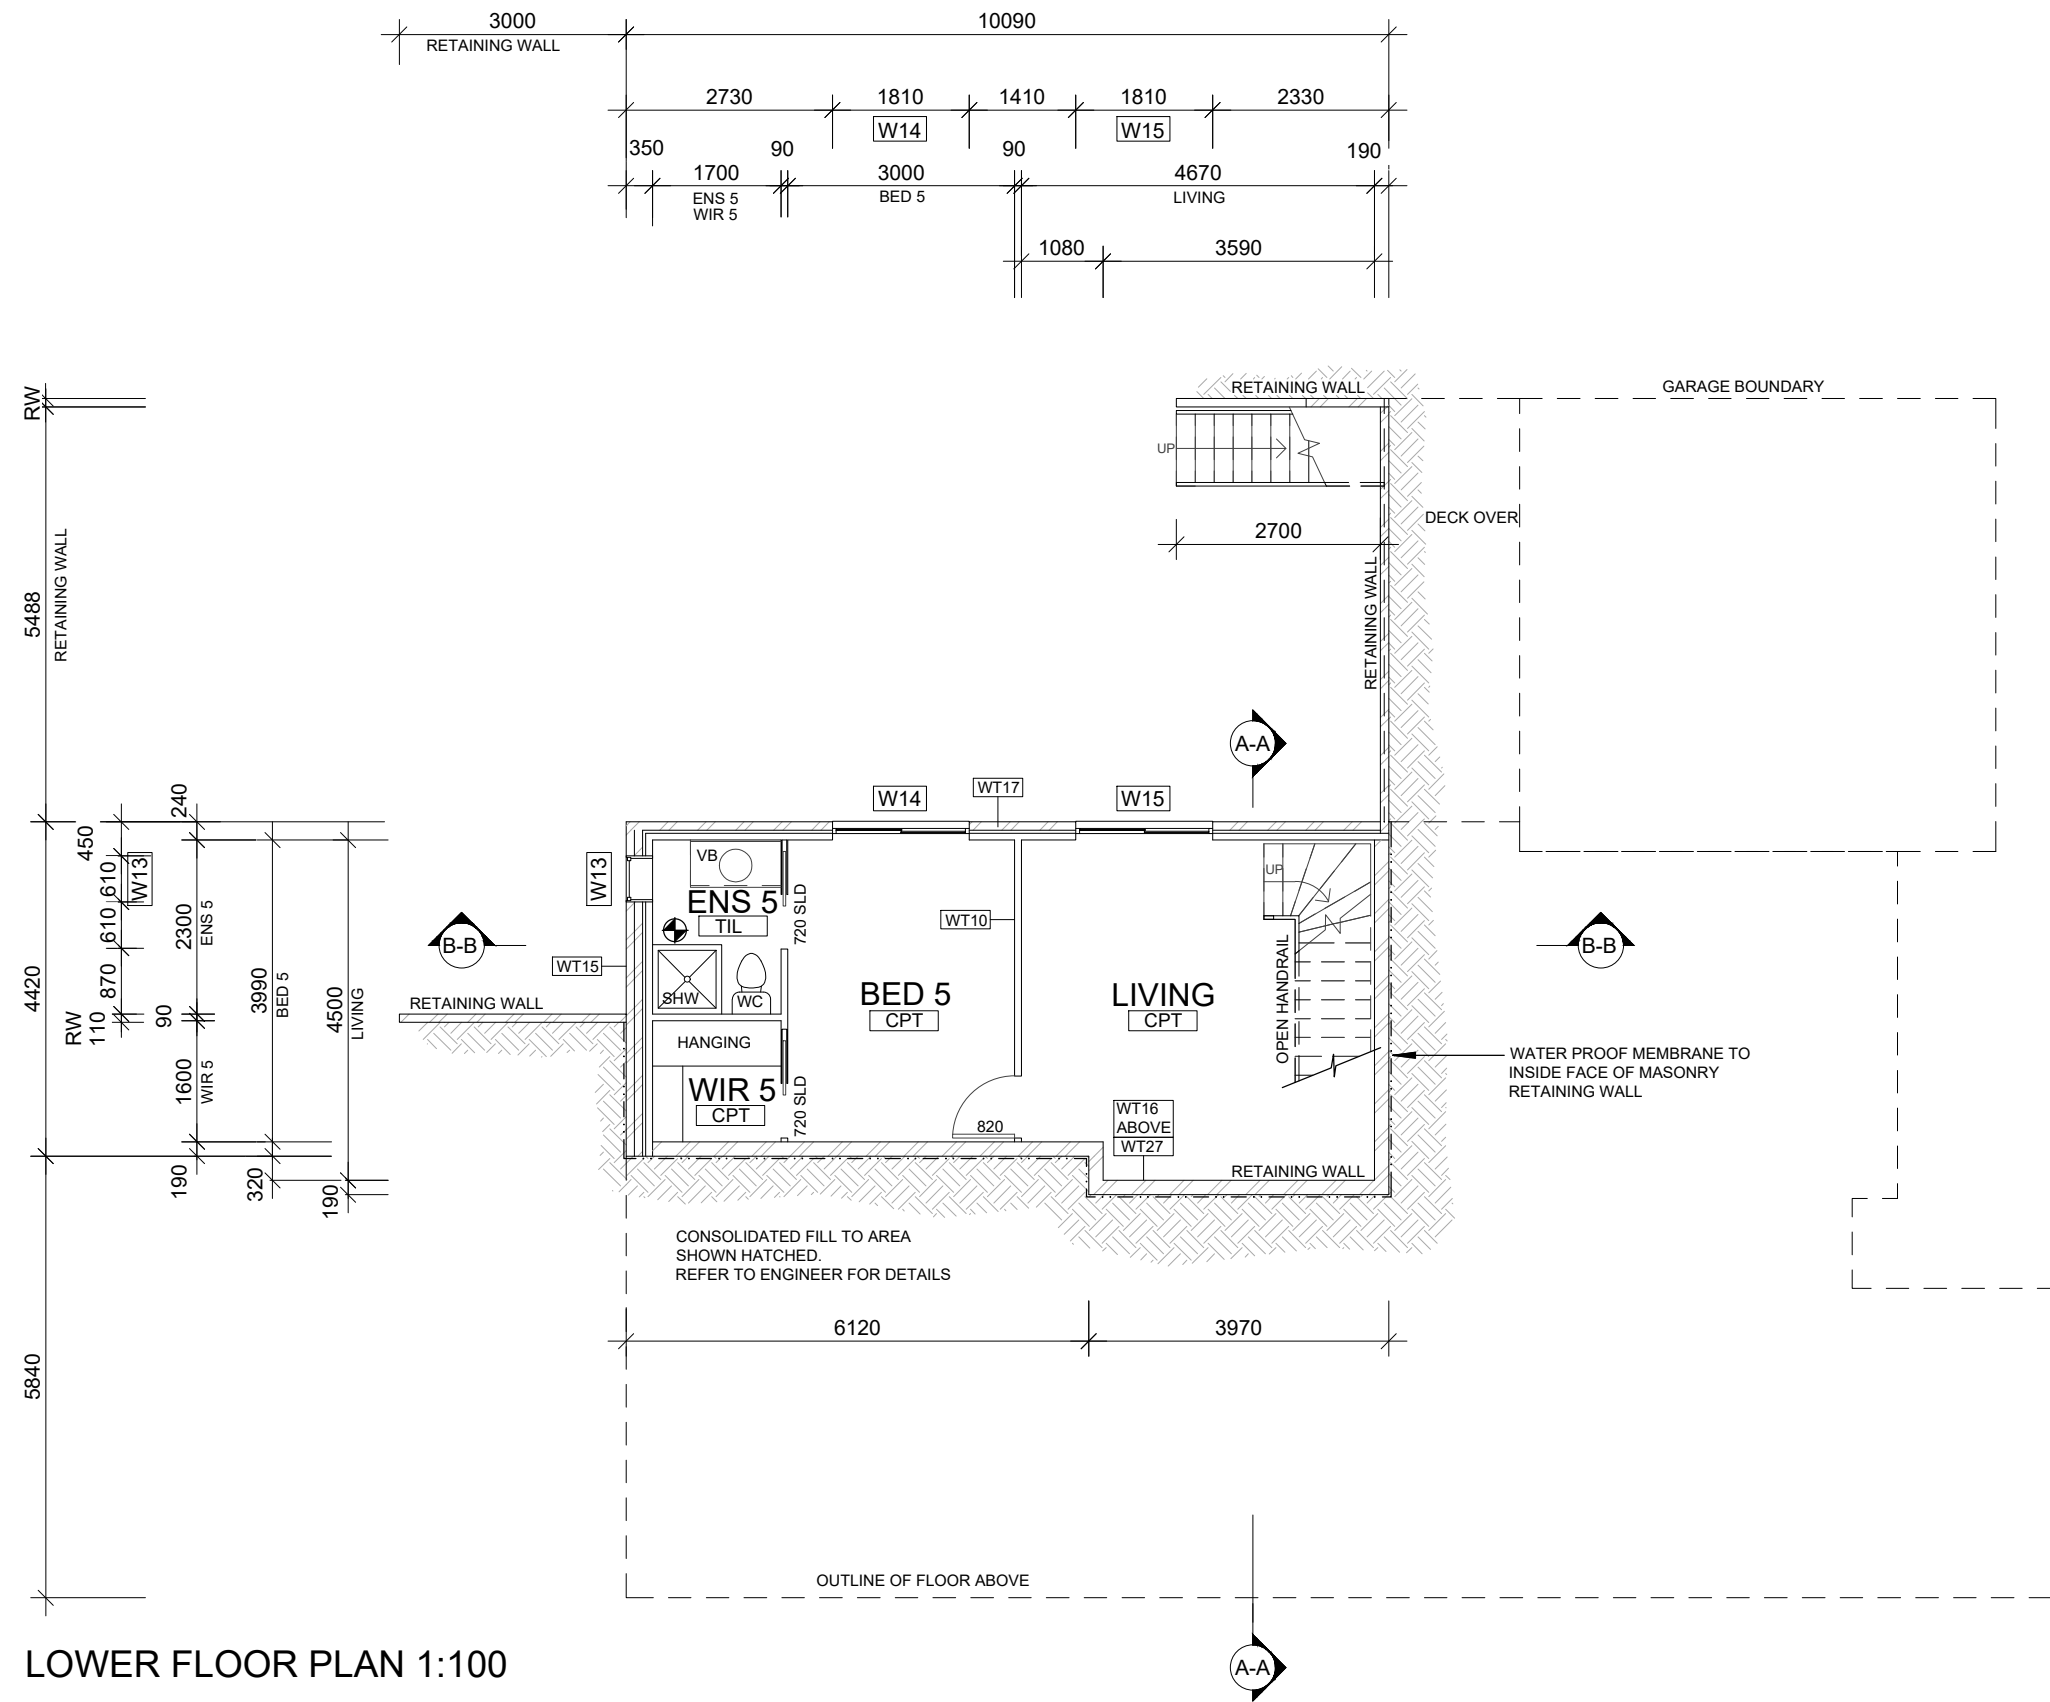 3000
10090
RETAINING WALL
2730
1810
1410
1810
2330
W14
W15
350
90
90
190
1700
3000
4670
ENS 5
WIR 5
BED 5
LIVING
1080
3590
RW
RETAINING WALL
GARAGE BOUNDARY
UP
DECK OVER
2700
5488
RETAINING WALL
RETAINING WALL
A-A
240
450
610
W13
610
2300
ENS 5
870
RW
110
90
4420
3990
BED 5
4500
LIVING
1600
WIR 5
190
320
190
W14
WT17
W15
W13
VB
ENS 5
TIL
720 SLD
WT10
UP
B-B
B-B
WT15
SHW
WC
BED 5
CPT
LIVING
CPT
OPEN HANDRAIL
RETAINING WALL
HANGING
WIR 5
CPT
720 SLD
820
WT16
ABOVE
WT27
RETAINING WALL
WATER PROOF MEMBRANE TO
INSIDE FACE OF MASONRY
RETAINING WALL
CONSOLIDATED FILL TO AREA
SHOWN HATCHED.
REFER TO ENGINEER FOR DETAILS
6120
3970
5840
OUTLINE OF FLOOR ABOVE
LOWER FLOOR PLAN 1:100
A-A